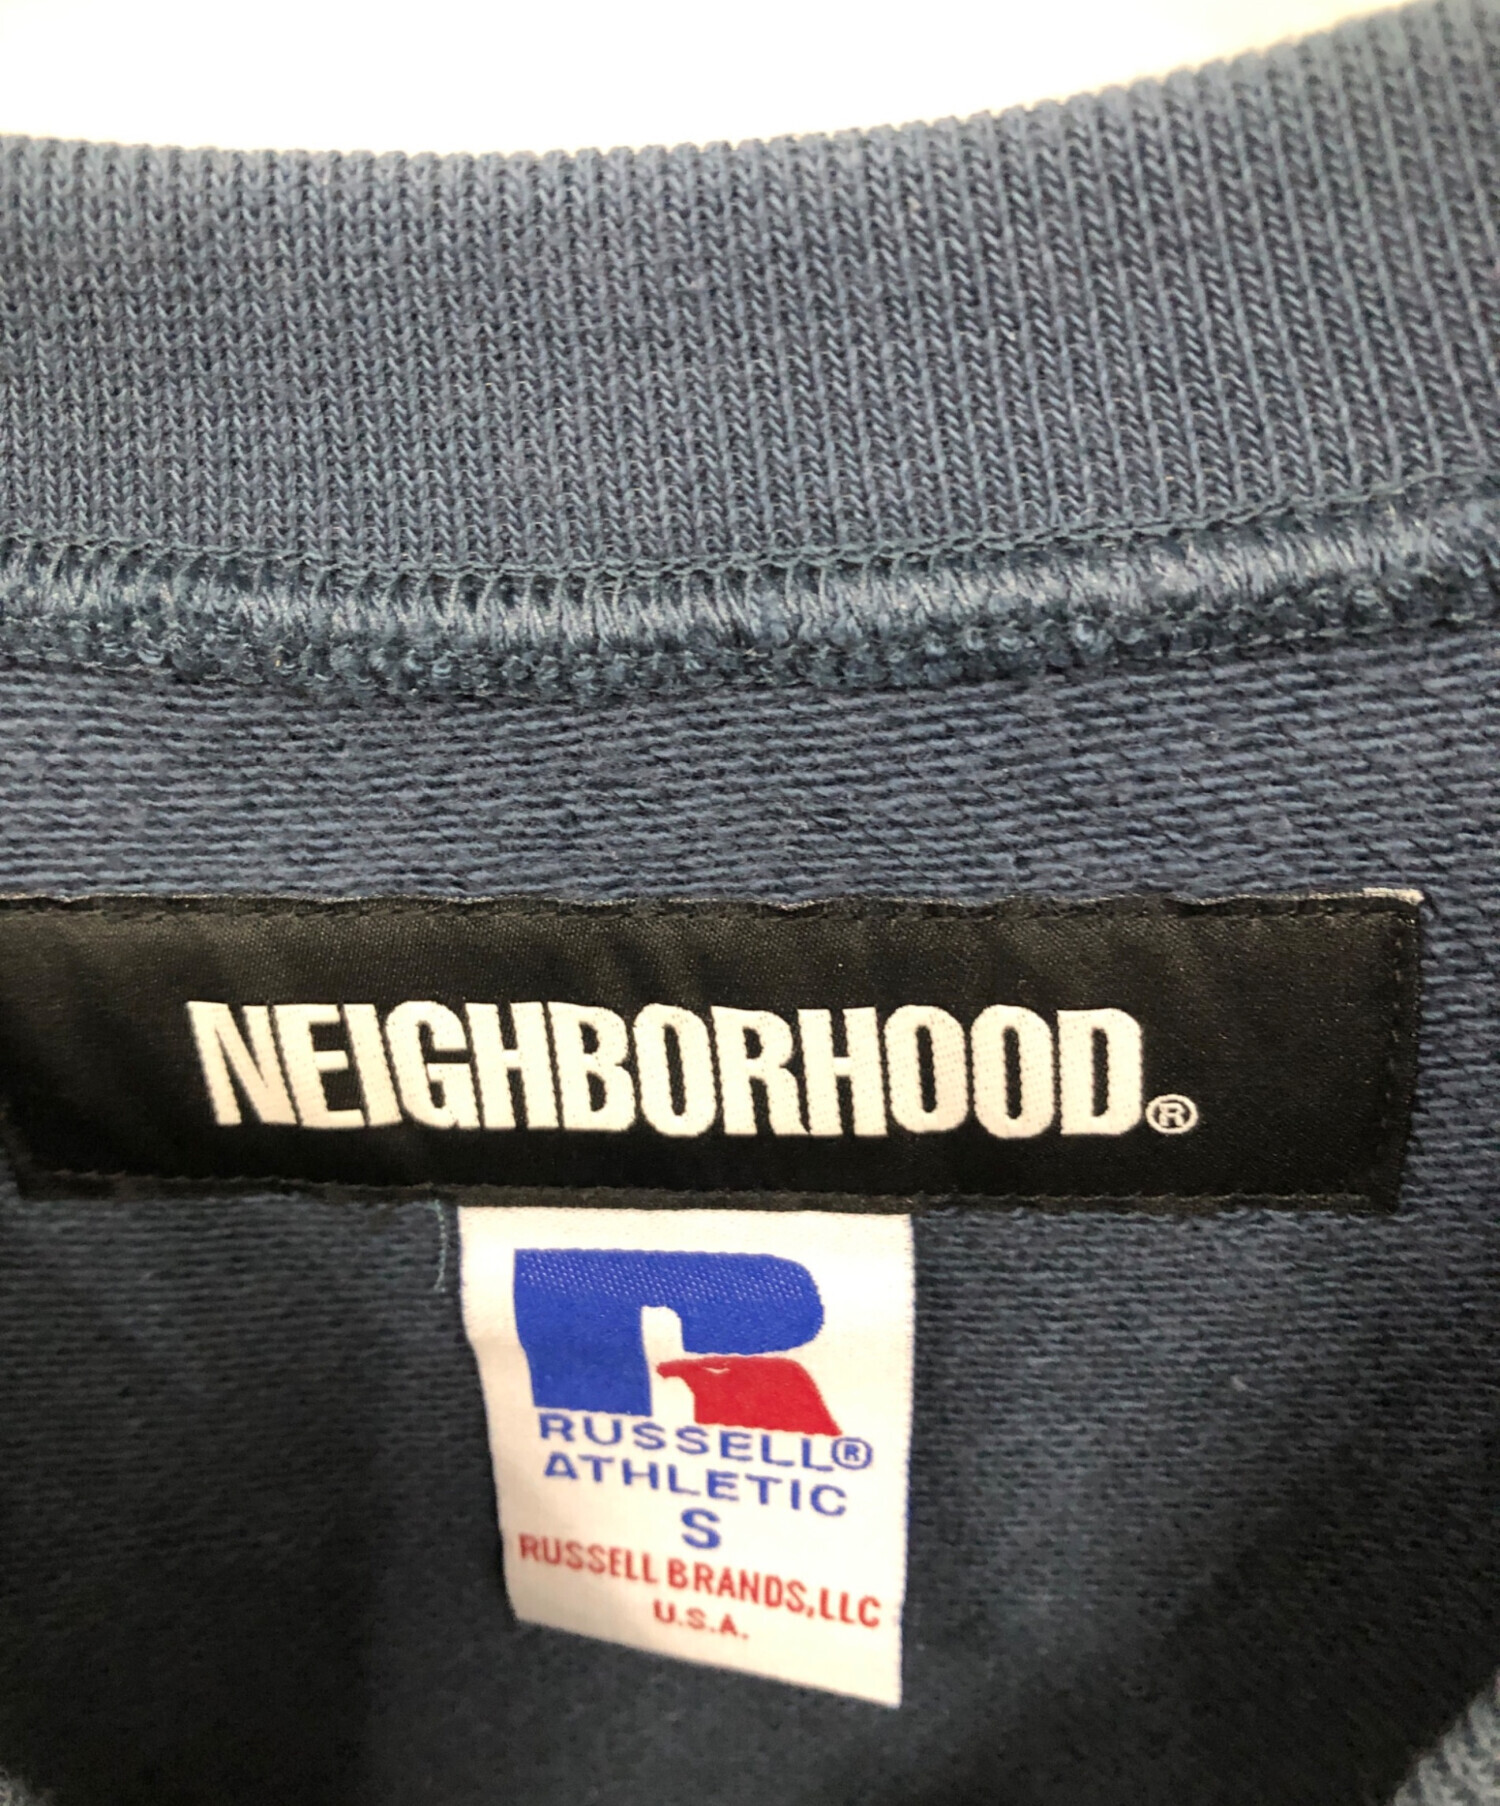 NEIGHBORHOOD®
RUSSELL®
ATHLETIC
S
RUSSELL BRANDS,LLC
U.S.A.